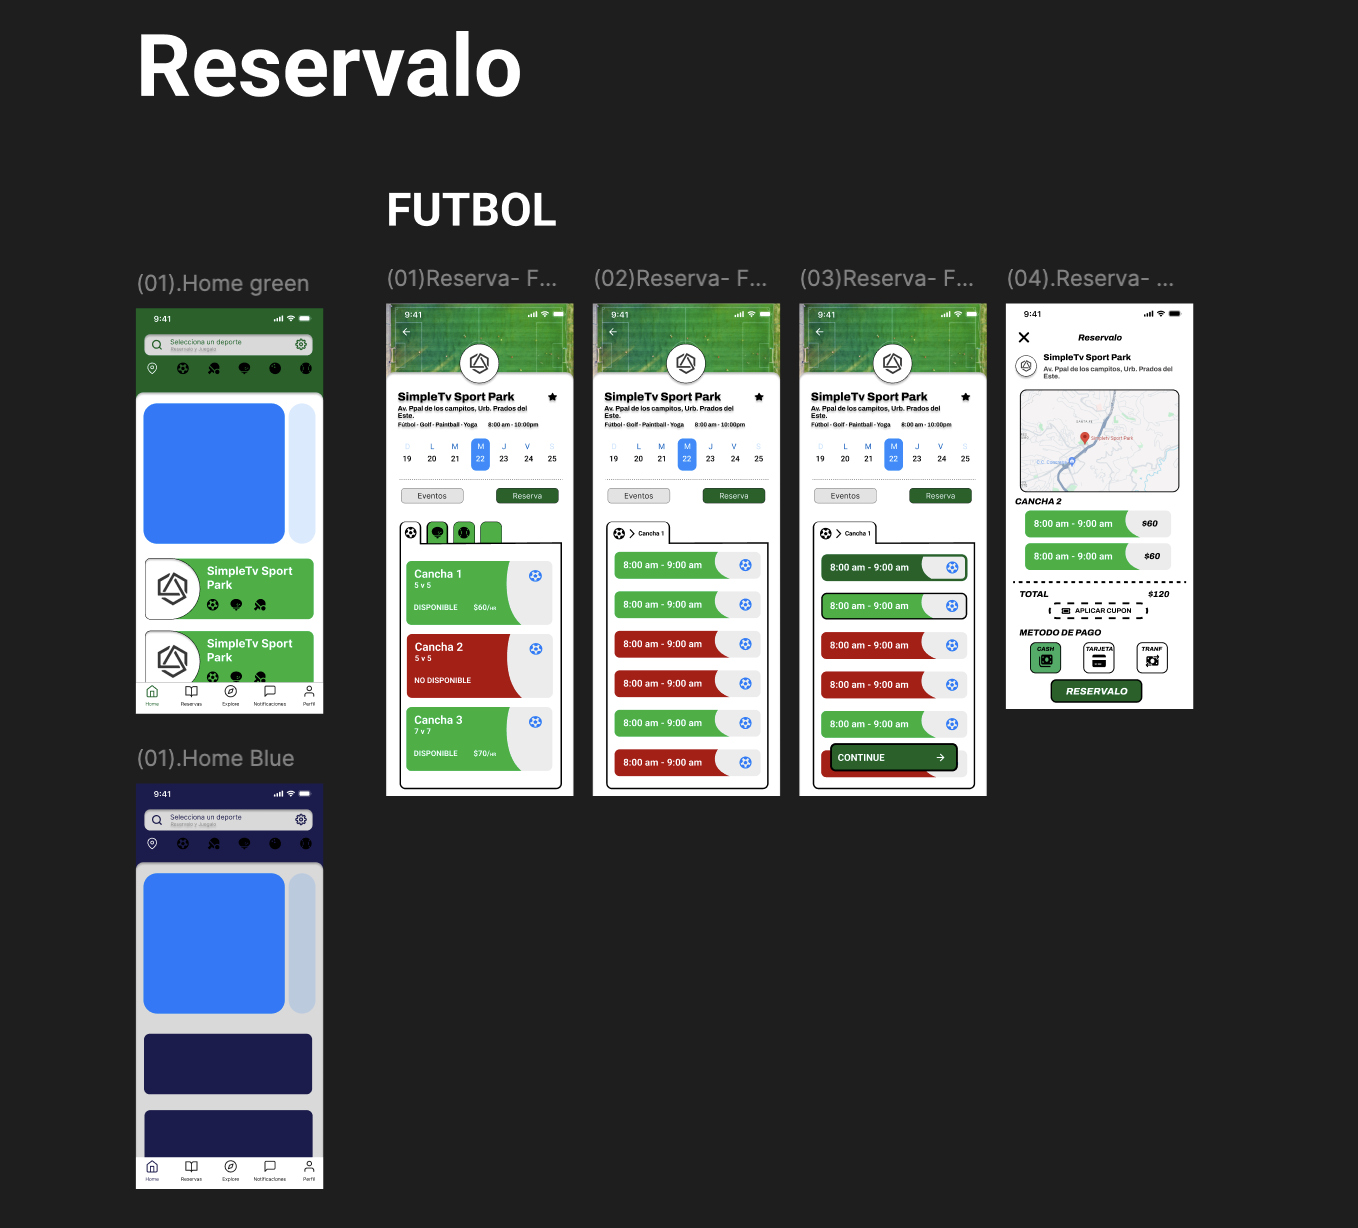 Reservalo
FUTBOL
(01).Home green
9:41
Selecciona un deporte
Reservalo y Juegalo
SimpleTv Sport
Park
SimpleTv Sport
Park
Home
Reservas
Explore
Notificaciones
Perfil
(01)Reserva- F...
9:41
SimpleTv Sport Park
Av. Ppal de los campitos, Urb. Prados del
Este.
Fútbol - Golf - Paintball - Yoga 8:00 am - 10:00pm
D L M M J V S
19 20 21 22 23 24 25
Eventos
Reserva
Cancha 1
5 v 5
DISPONIBLE $60/HR
Cancha 2
5 v 5
NO DISPONIBLE
Cancha 3
7 v 7
DISPONIBLE $70/HR
(02)Reserva- F...
9:41
SimpleTv Sport Park
Av. Ppal de los campitos, Urb. Prados del
Este.
Fútbol - Golf - Paintball - Yoga 8:00 am - 10:00pm
D L M M J V S
19 20 21 22 23 24 25
Eventos
Reserva
Cancha 1
8:00 am - 9:00 am
8:00 am - 9:00 am
8:00 am - 9:00 am
8:00 am - 9:00 am
8:00 am - 9:00 am
8:00 am - 9:00 am
(03)Reserva- F...
9:41
SimpleTv Sport Park
Av. Ppal de los campitos, Urb. Prados del
Este.
Fútbol - Golf - Paintball - Yoga 8:00 am - 10:00pm
D L M M J V S
19 20 21 22 23 24 25
Eventos
Reserva
Cancha 1
8:00 am - 9:00 am
8:00 am - 9:00 am
8:00 am - 9:00 am
8:00 am - 9:00 am
8:00 am - 9:00 am
CONTINUE
(04).Reserva- ...
9:41
Reservalo
SimpleTv Sport Park
Av. Ppal de los campitos, Urb. Prados del
Este.
Simpletv Sport Park
CANCHA 2
8:00 am - 9:00 am $60
8:00 am - 9:00 am $60
TOTAL $120
APLICAR CUPON
METODO DE PAGO
CASH
TARJETA
TRANF
RESERVALO
(01).Home Blue
9:41
Selecciona un deporte
Reservalo y Juegalo
Home
Reservas
Explore
Notificaciones
Perfil